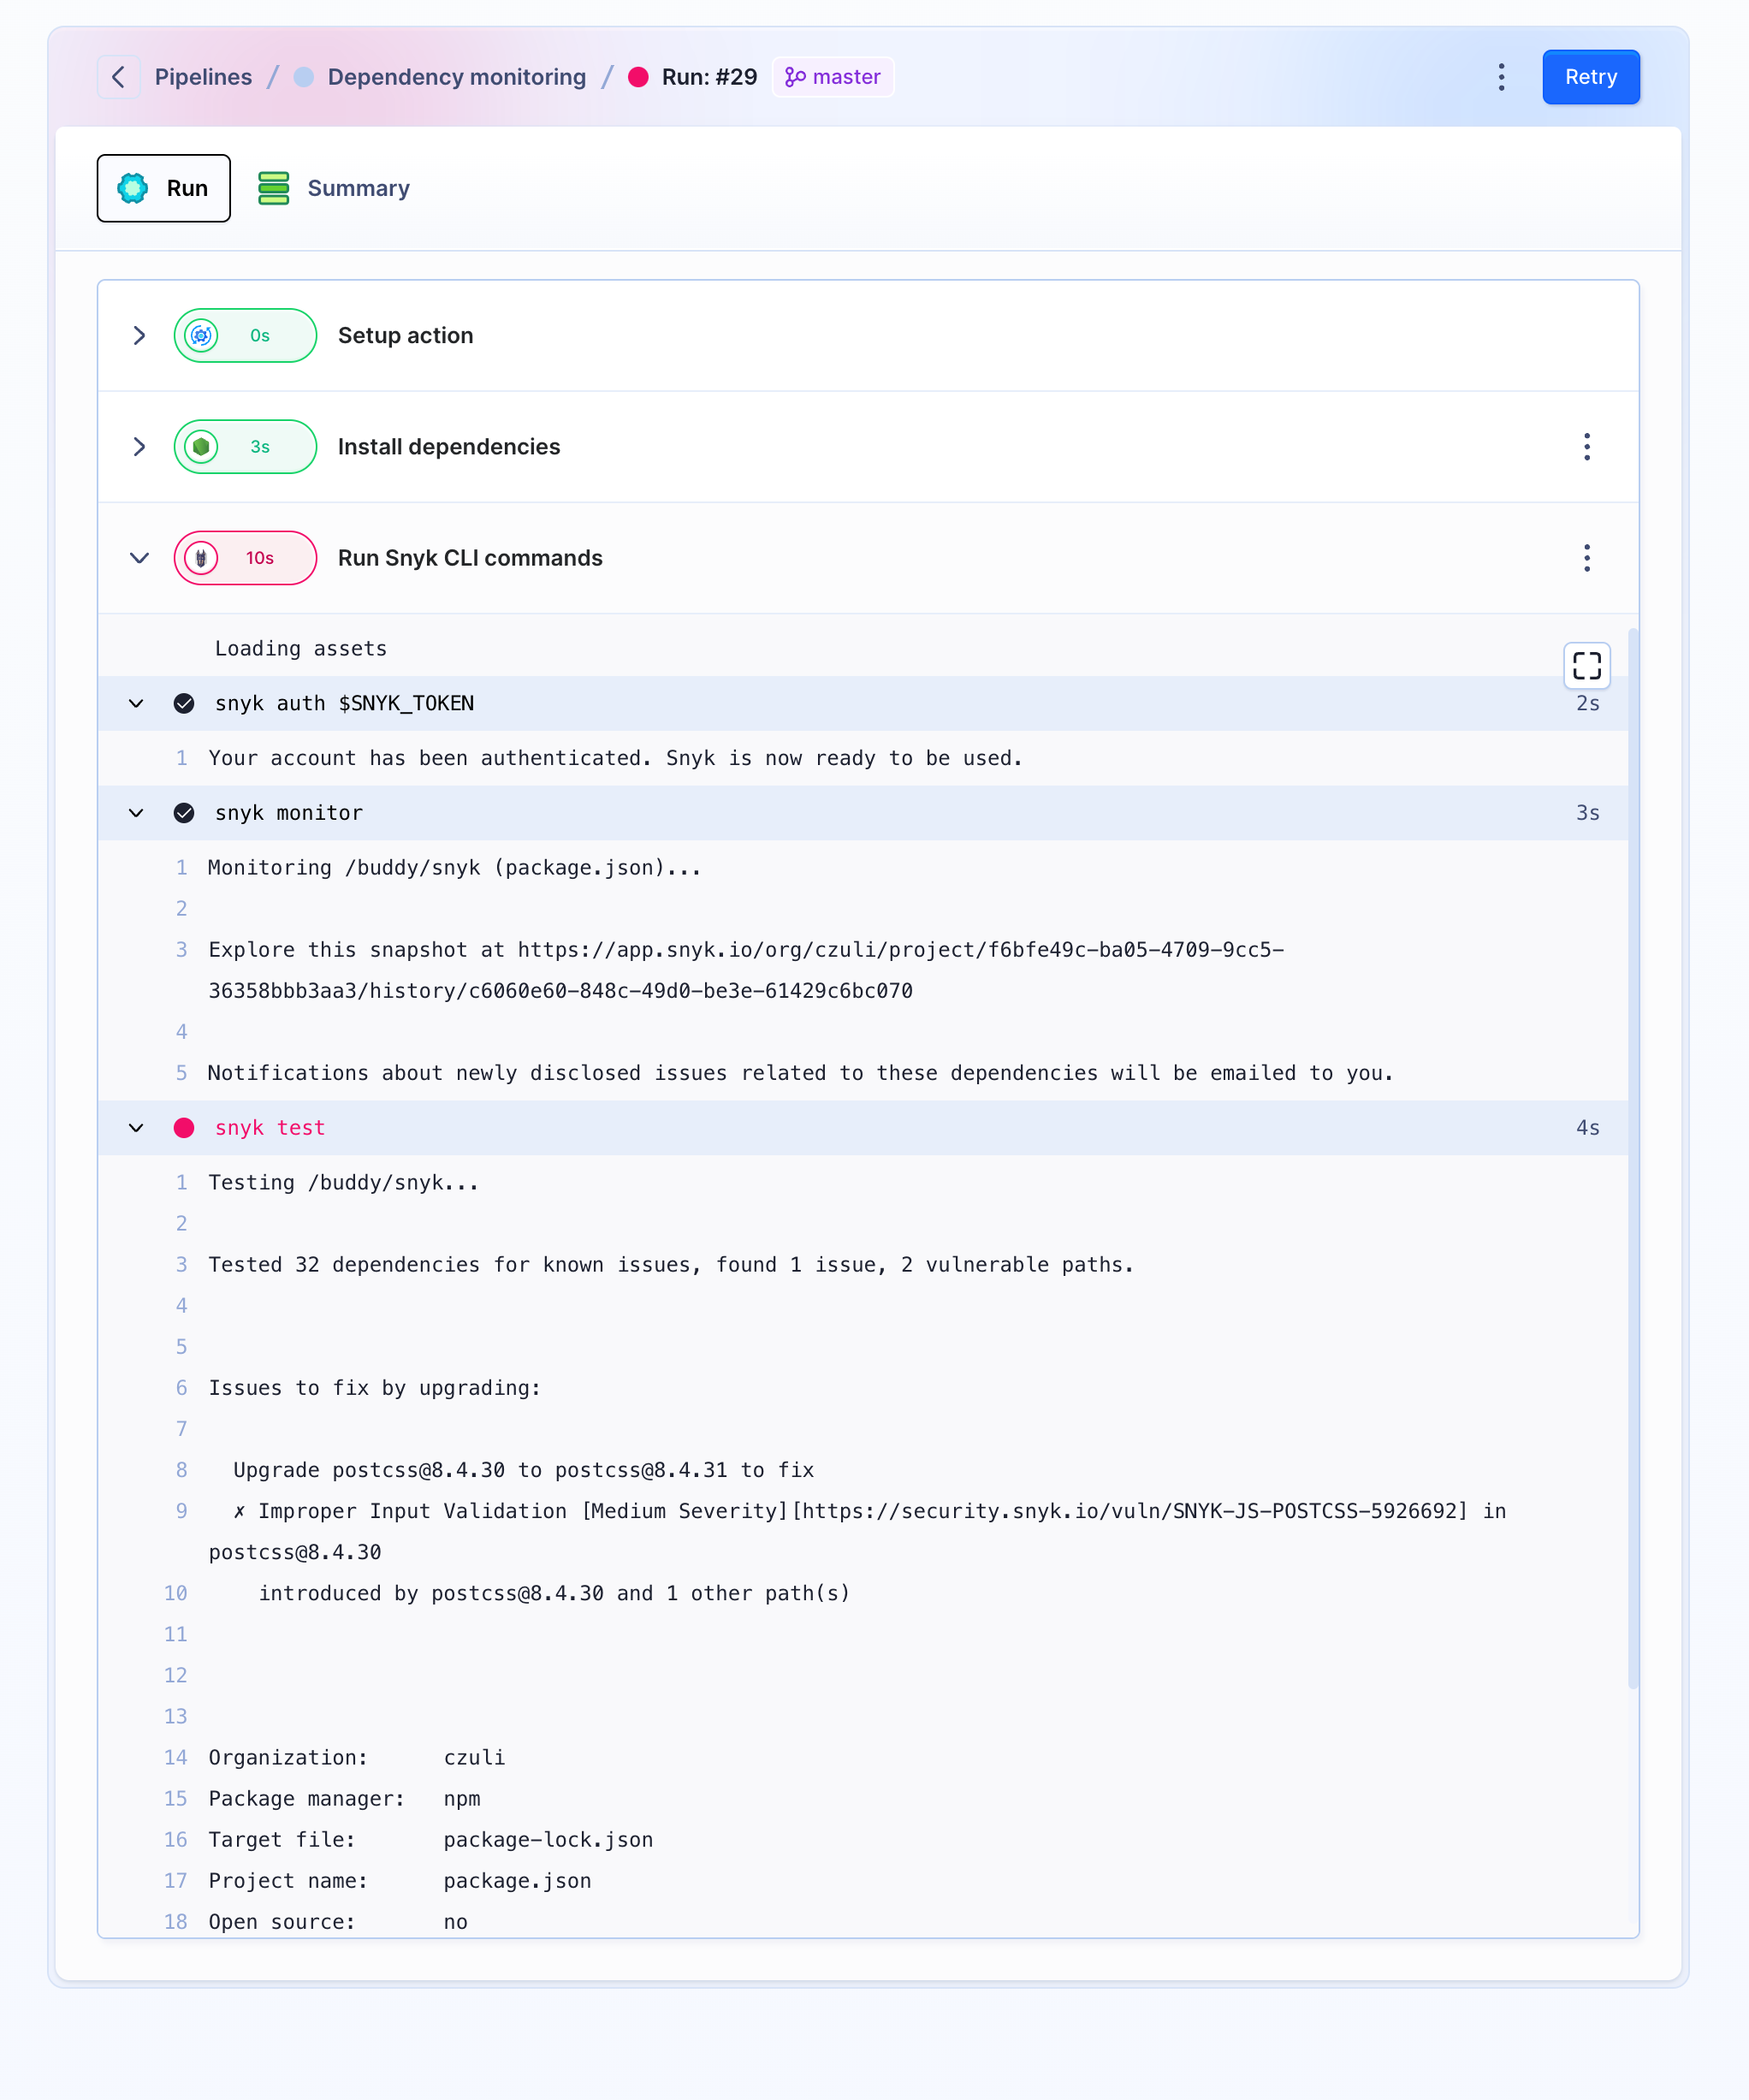 Pipelines / Dependency monitoring / Run: #29 master Retry
Run Summary
0s Setup action
3s Install dependencies
10s Run Snyk CLI commands
Loading assets
snyk auth $SNYK_TOKEN 2s
1 Your account has been authenticated. Snyk is now ready to be used.
snyk monitor 3s
1 Monitoring /buddy/snyk (package.json)...
2
3 Explore this snapshot at https://app.snyk.io/org/czuli/project/f6bfe49c-ba05-4709-9cc5-
36358bbb3aa3/history/c6060e60-848c-49d0-be3e-61429c6bc070
4
5 Notifications about newly disclosed issues related to these dependencies will be emailed to you.
snyk test 4s
1 Testing /buddy/snyk...
2
3 Tested 32 dependencies for known issues, found 1 issue, 2 vulnerable paths.
4
5
6 Issues to fix by upgrading:
7
8 Upgrade postcss@8.4.30 to postcss@8.4.31 to fix
9 ✗ Improper Input Validation [Medium Severity][https://security.snyk.io/vuln/SNYK-JS-POSTCSS-5926692] in
postcss@8.4.30
10 introduced by postcss@8.4.30 and 1 other path(s)
11
12
13
14 Organization: czuli
15 Package manager: npm
16 Target file: package-lock.json
17 Project name: package.json
18 Open source: no